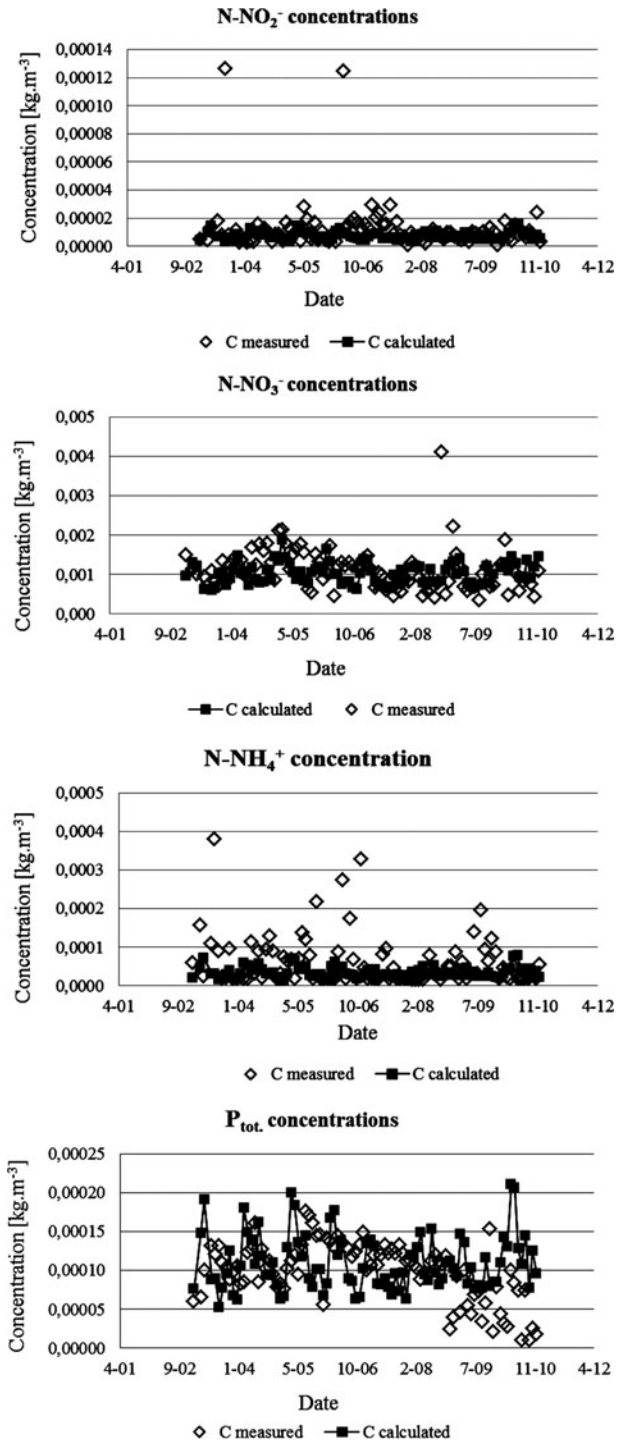 N-NO₂⁻ concentrations
Concentration [kg.m⁻³]
0,00014
0,00012
0,00010
0,00008
0,00006
0,00004
0,00002
0,00000
4-01 9-02 1-04 5-05 10-06 2-08 7-09 11-10 4-12
Date
C measured C calculated
N-NO₃⁻ concentrations
Concentration [kg.m⁻³]
0,005
0,004
0,003
0,002
0,001
0,000
4-01 9-02 1-04 5-05 10-06 2-08 7-09 11-10 4-12
Date
C calculated C measured
N-NH₄⁺ concentration
Concentration [kg.m⁻³]
0,0005
0,0004
0,0003
0,0002
0,0001
0,0000
4-01 9-02 1-04 5-05 10-06 2-08 7-09 11-10 4-12
Date
C measured C calculated
P_tot. concentrations
Concentration [kg.m⁻³]
0,00025
0,00020
0,00015
0,00010
0,00005
0,00000
4-01 9-02 1-04 5-05 10-06 2-08 7-09 11-10 4-12
Date
C measured C calculated